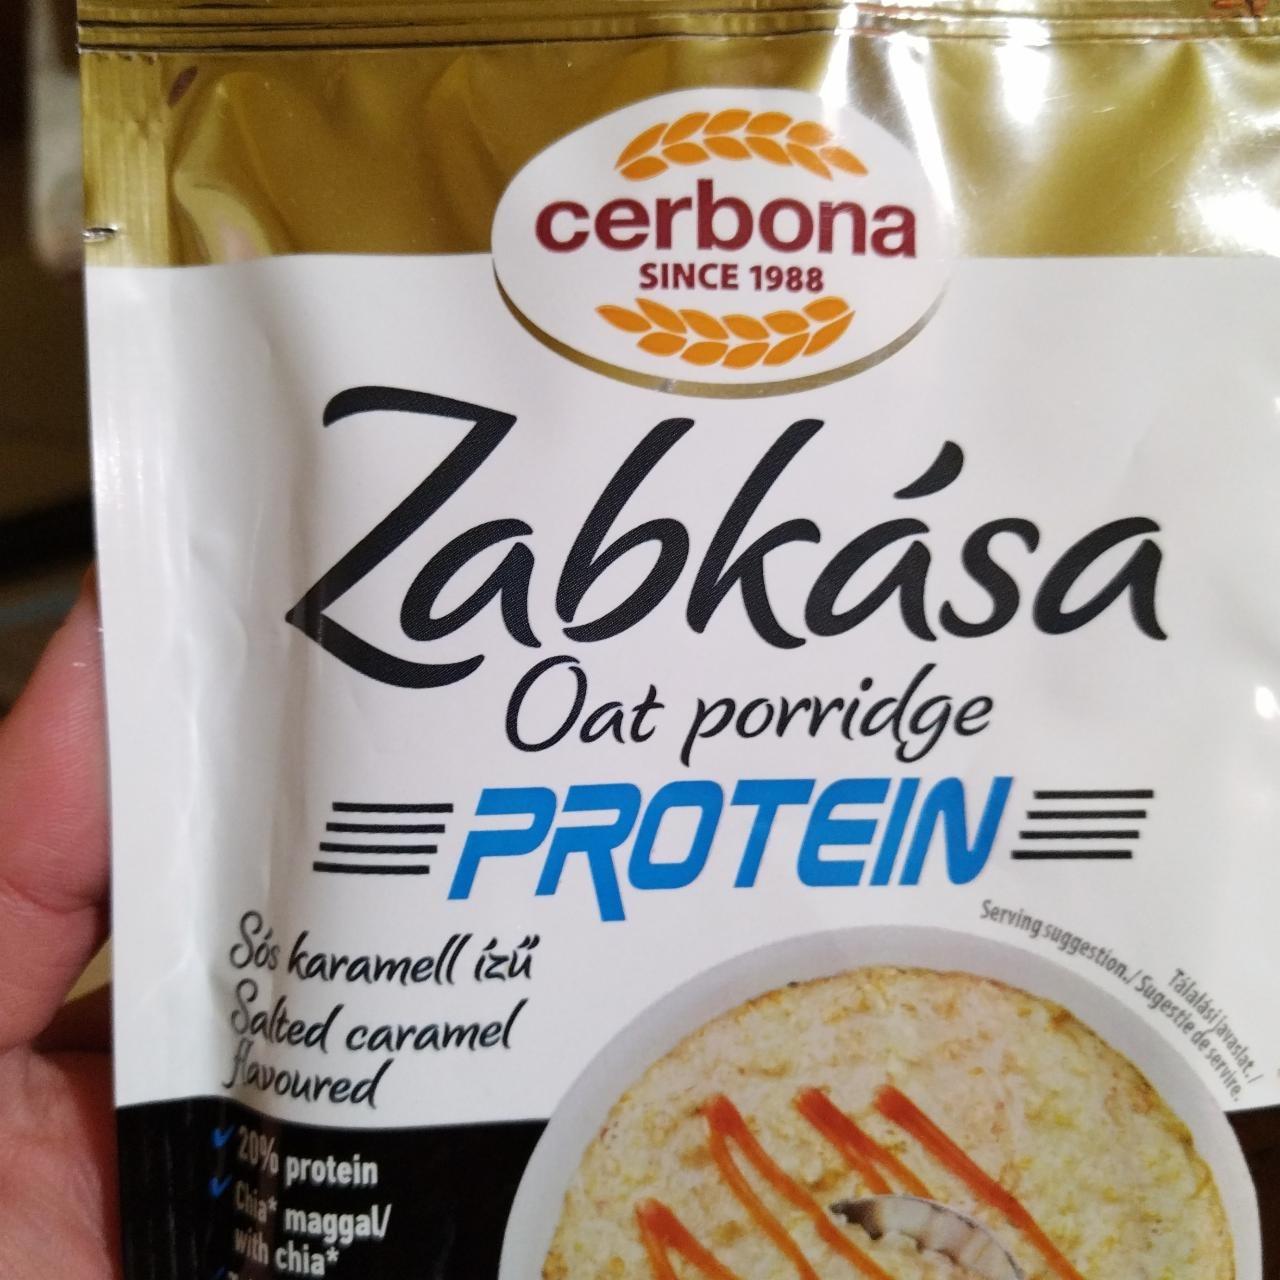 cerbona
SINCE 1988
Zabkása
Oat porridge
PROTEIN
Sós karamell ízű
Salted caramel
flavoured
Serving suggestion./ Sugestie de servire.
Tálalási javaslat./
20% protein
Chia* maggal/
with chia*